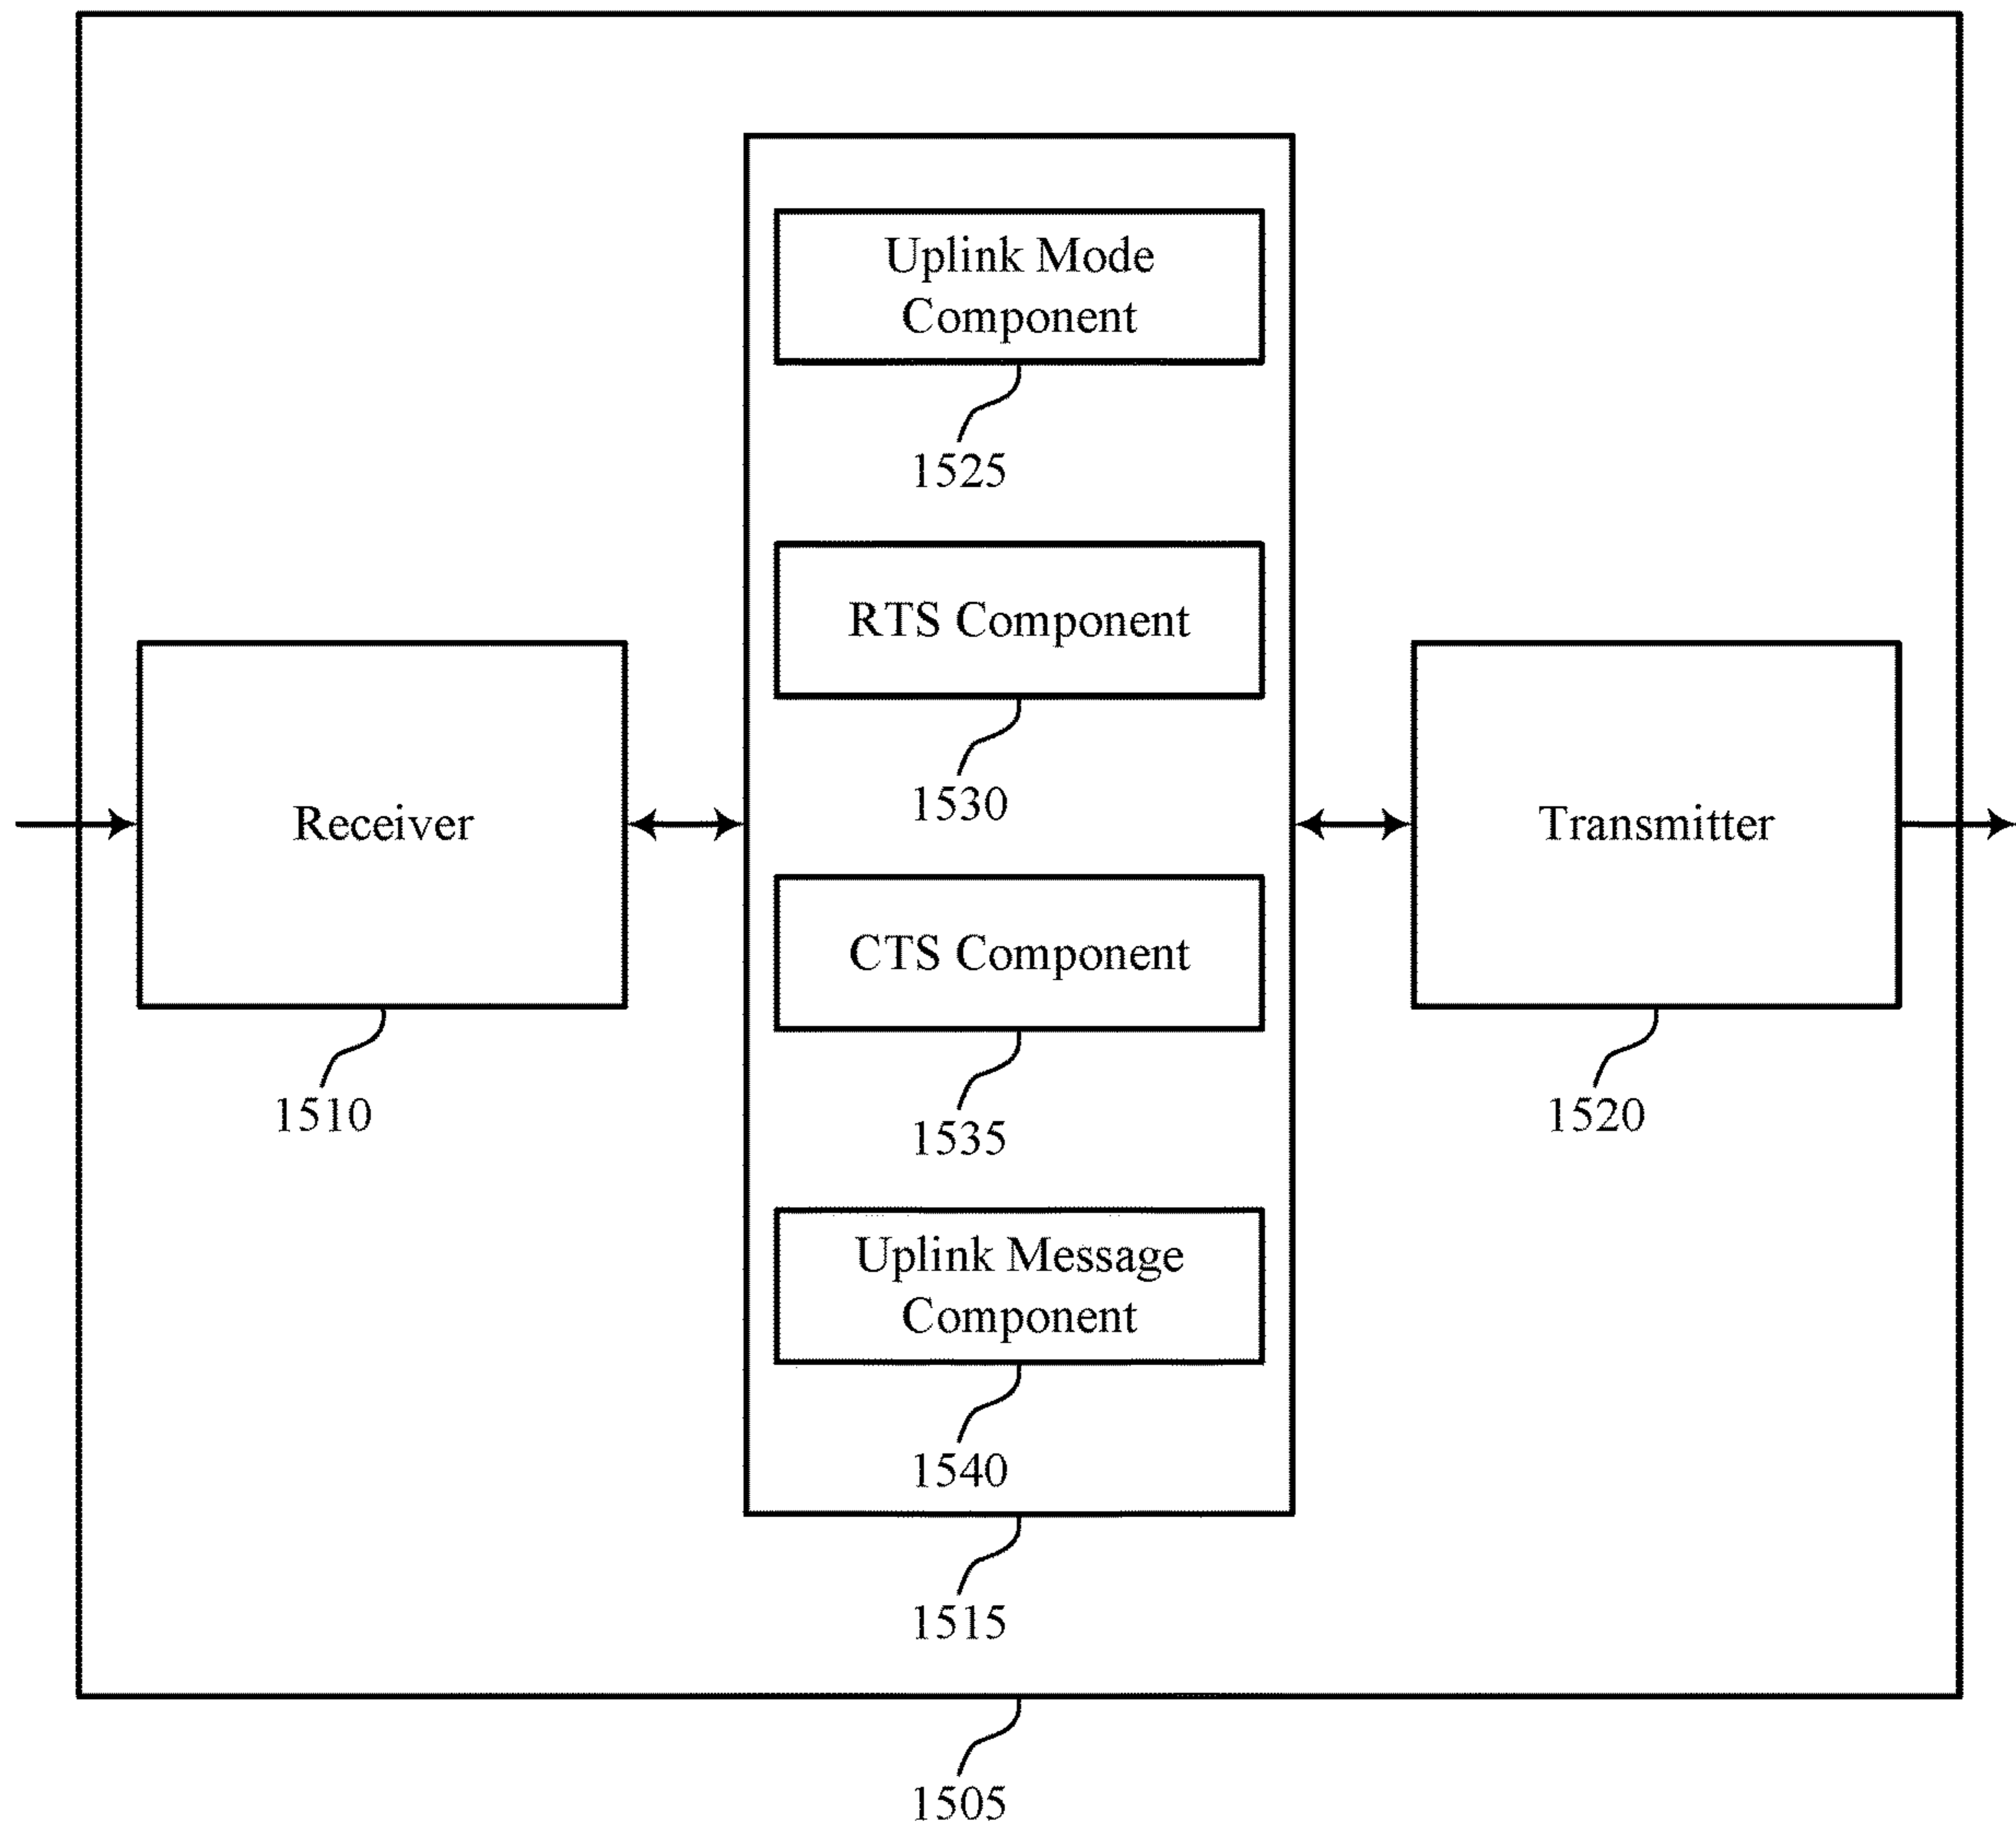 Uplink Mode
Component
1525
RTS Component
1530
Receiver
1510
CTS Component
1535
Transmitter
1520
Uplink Message
Component
1540
1515
1505